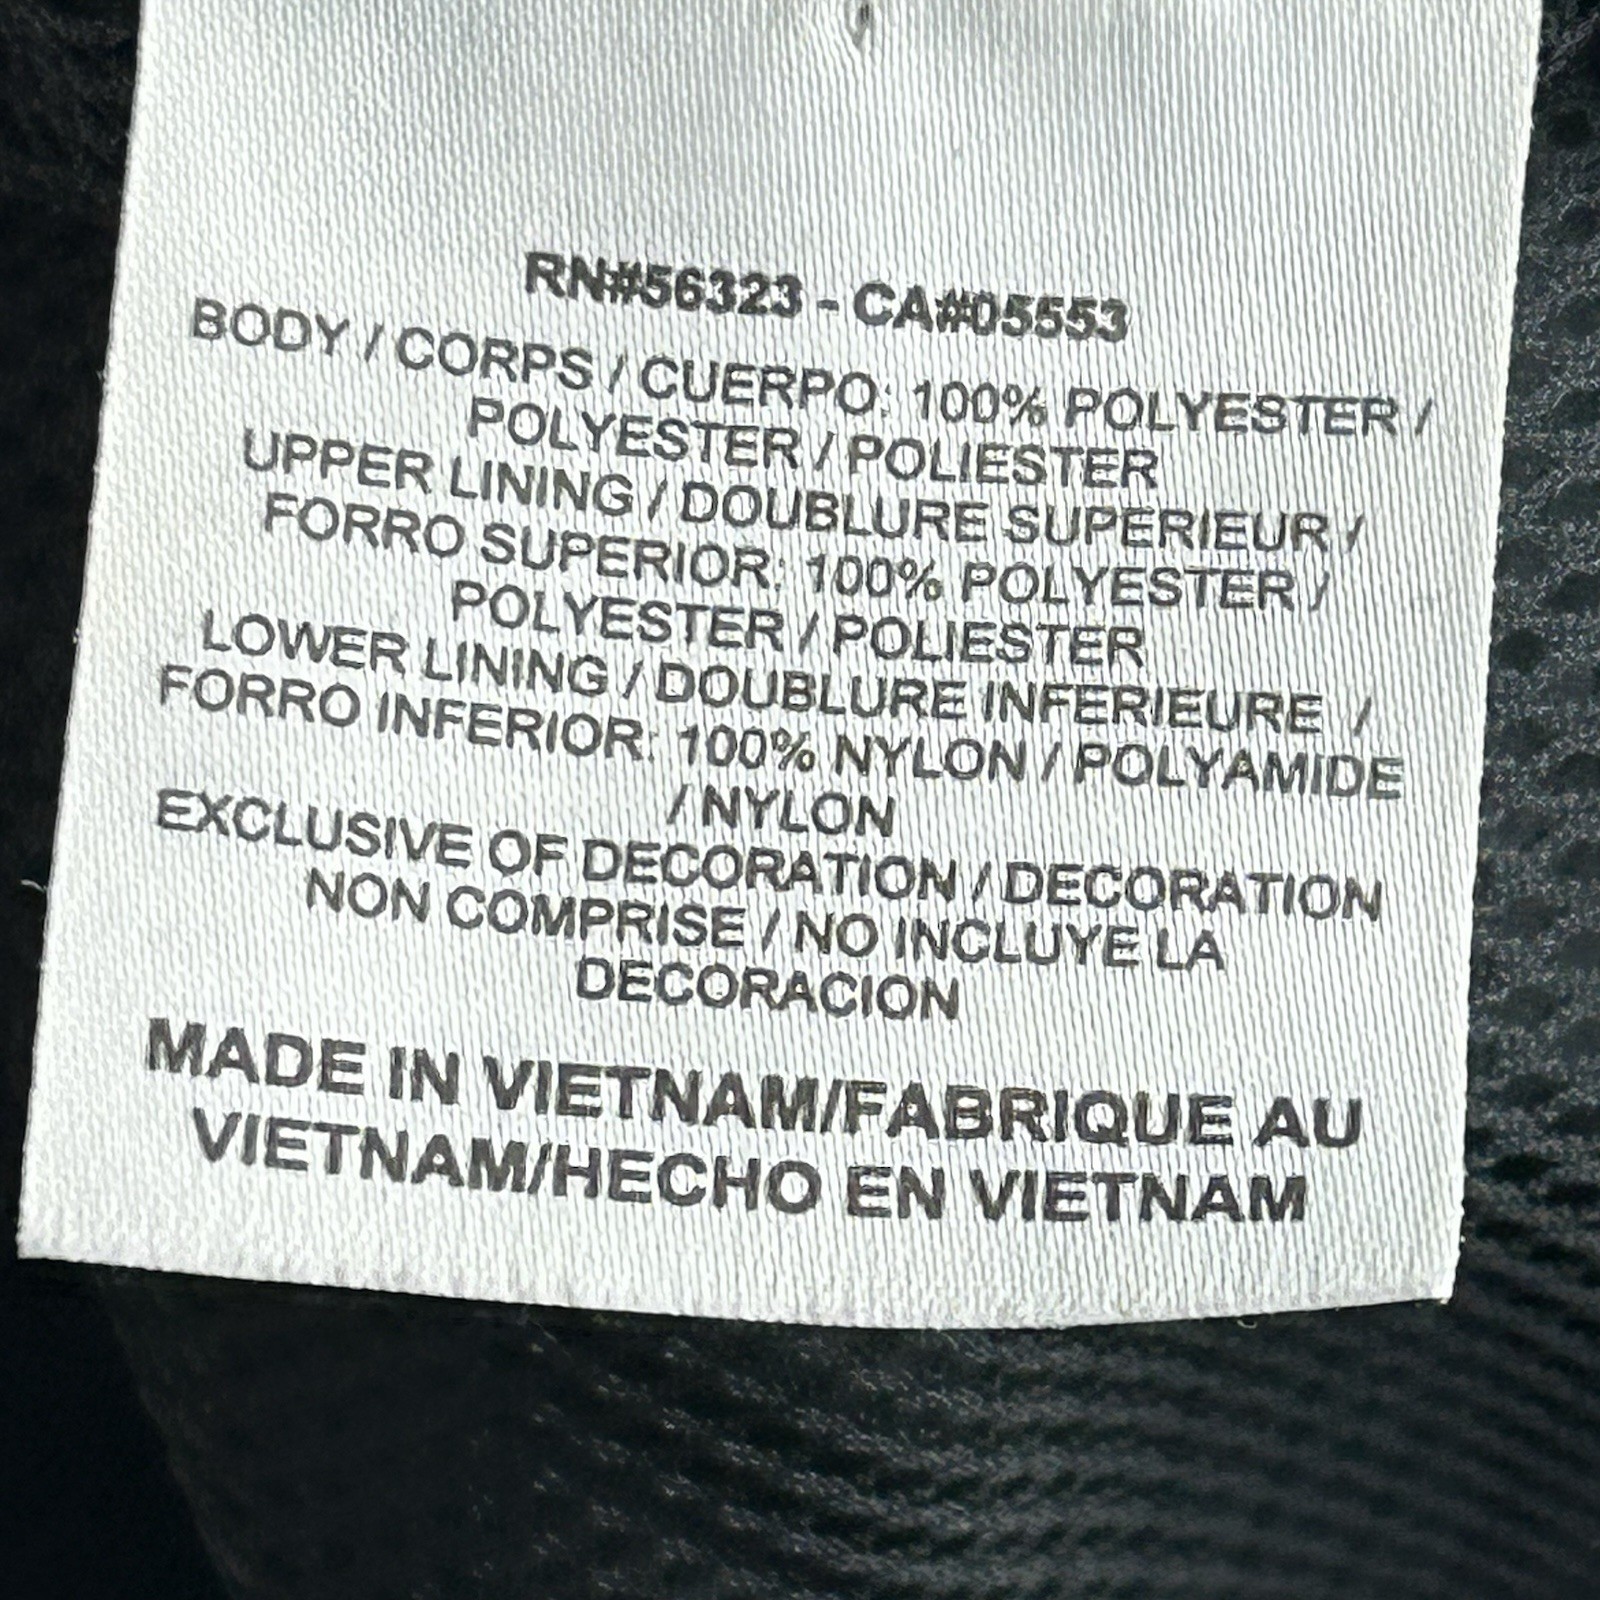 RN#56323 - CA#05553
BODY / CORPS / CUERPO: 100% POLYESTER /
POLYESTER / POLIESTER
UPPER LINING / DOUBLURE SUPERIEUR /
FORRO SUPERIOR: 100% POLYESTER /
POLYESTER / POLIESTER
LOWER LINING / DOUBLURE INFERIEURE /
FORRO INFERIOR: 100% NYLON / POLYAMIDE
/ NYLON
EXCLUSIVE OF DECORATION / DECORATION
NON COMPRISE / NO INCLUYE LA
DECORACION
MADE IN VIETNAM/FABRIQUE AU
VIETNAM/HECHO EN VIETNAM